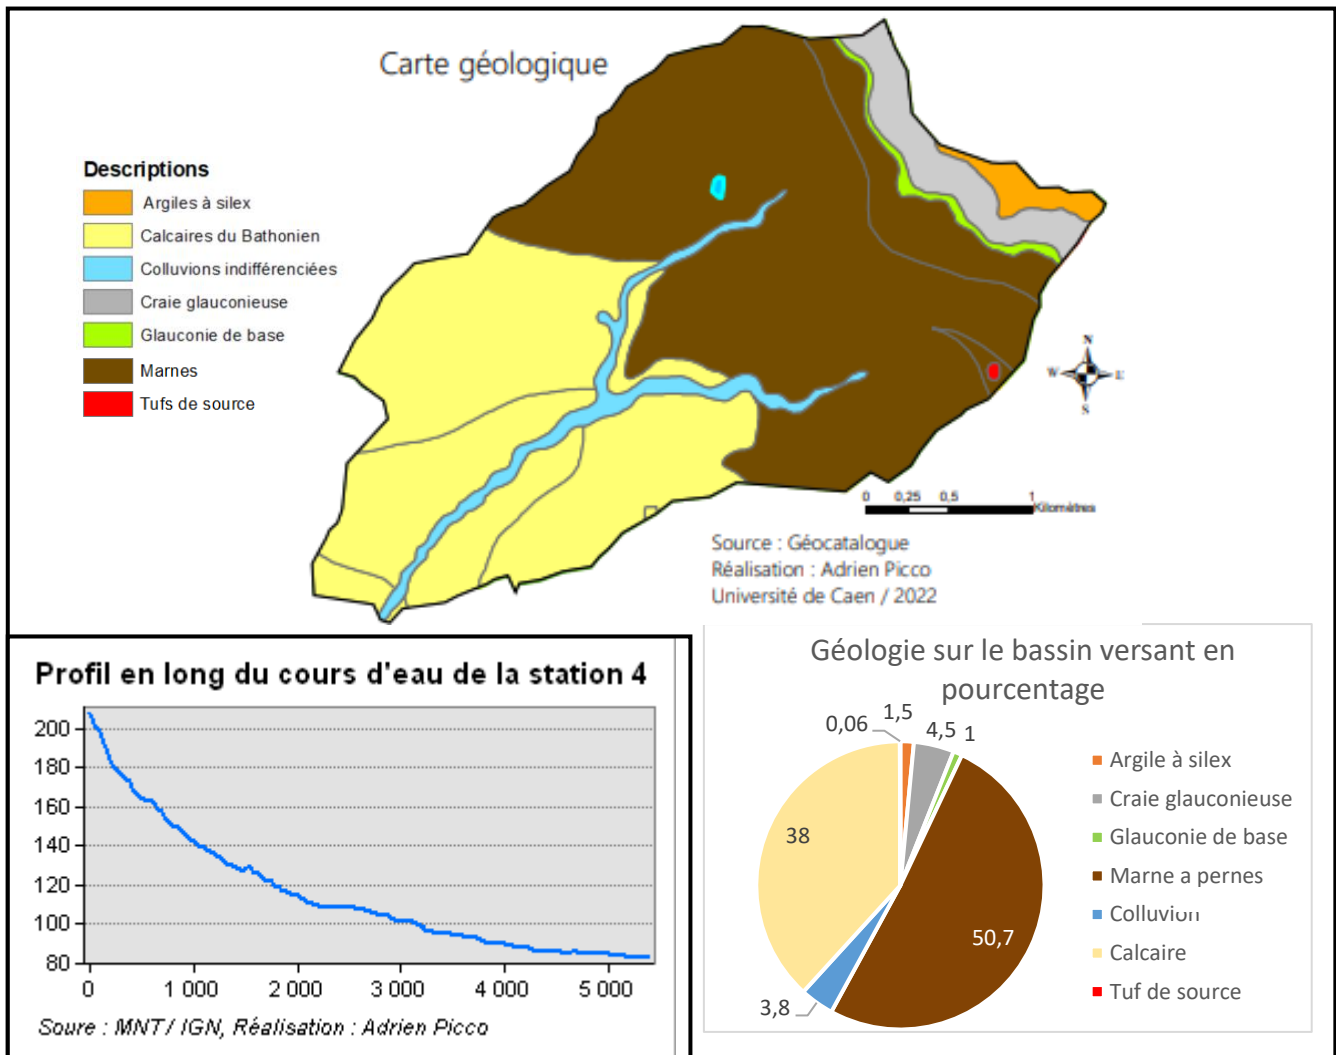 Carte géologique
Descriptions
Argiles à silex
Calcaires du Bathonien
Colluvions indifférenciées
Craie glauconieuse
Glauconie de base
Marnes
Tufs de source
N
W
E
S
0 0,25 0,5 1
Kilomètres
Source : Géocatalogue
Réalisation : Adrien Picco
Université de Caen / 2022
Profil en long du cours d'eau de la station 4
200
180
160
140
120
100
80
0 1 000 2 000 3 000 4 000 5 000
Soure : MNT/ IGN, Réalisation : Adrien Picco
Géologie sur le bassin versant en
pourcentage
0,06
1,5
4,5
1
38
50,7
3,8
Argile à silex
Craie glauconieuse
Glauconie de base
Marne a pernes
Colluvion
Calcaire
Tuf de source